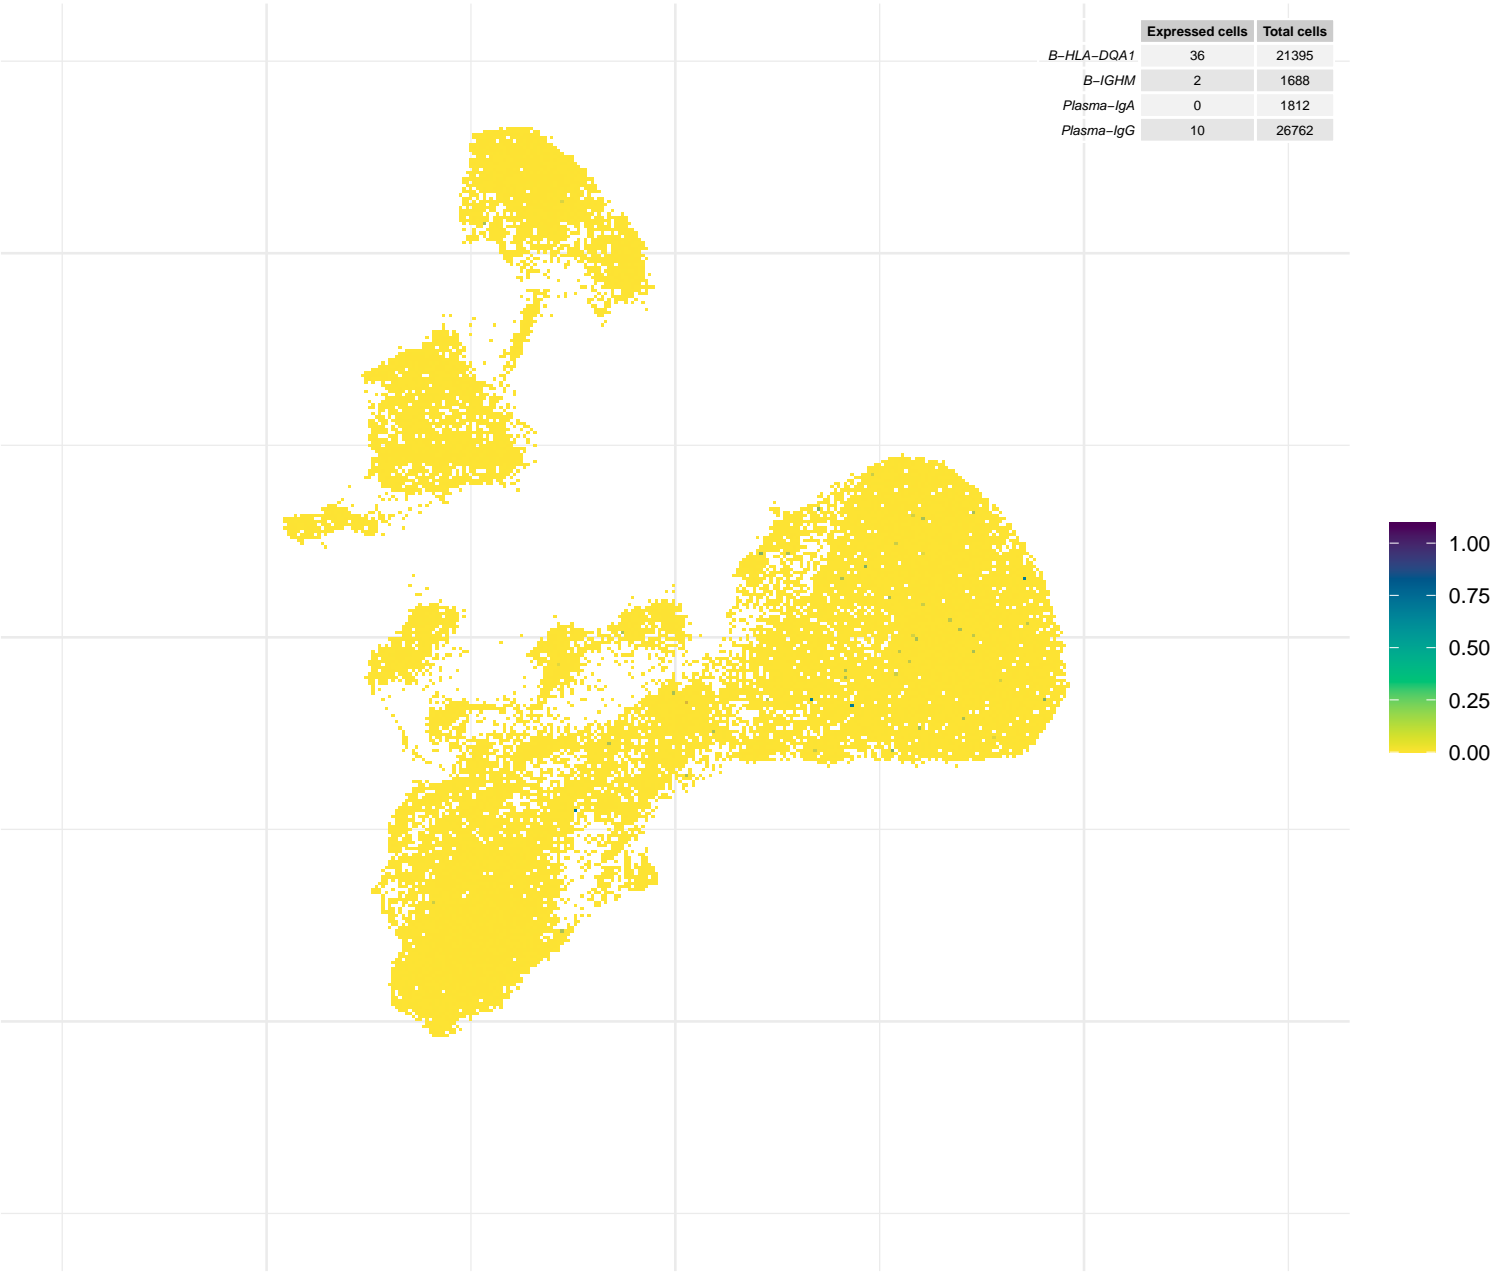 Expressed cells Total cells
B−HLA−DQA1 36 21395
B−IGHM 2 1688
Plasma−IgA 0 1812
Plasma−IgG 10 26762
1.00
0.75
0.50
0.25
0.00